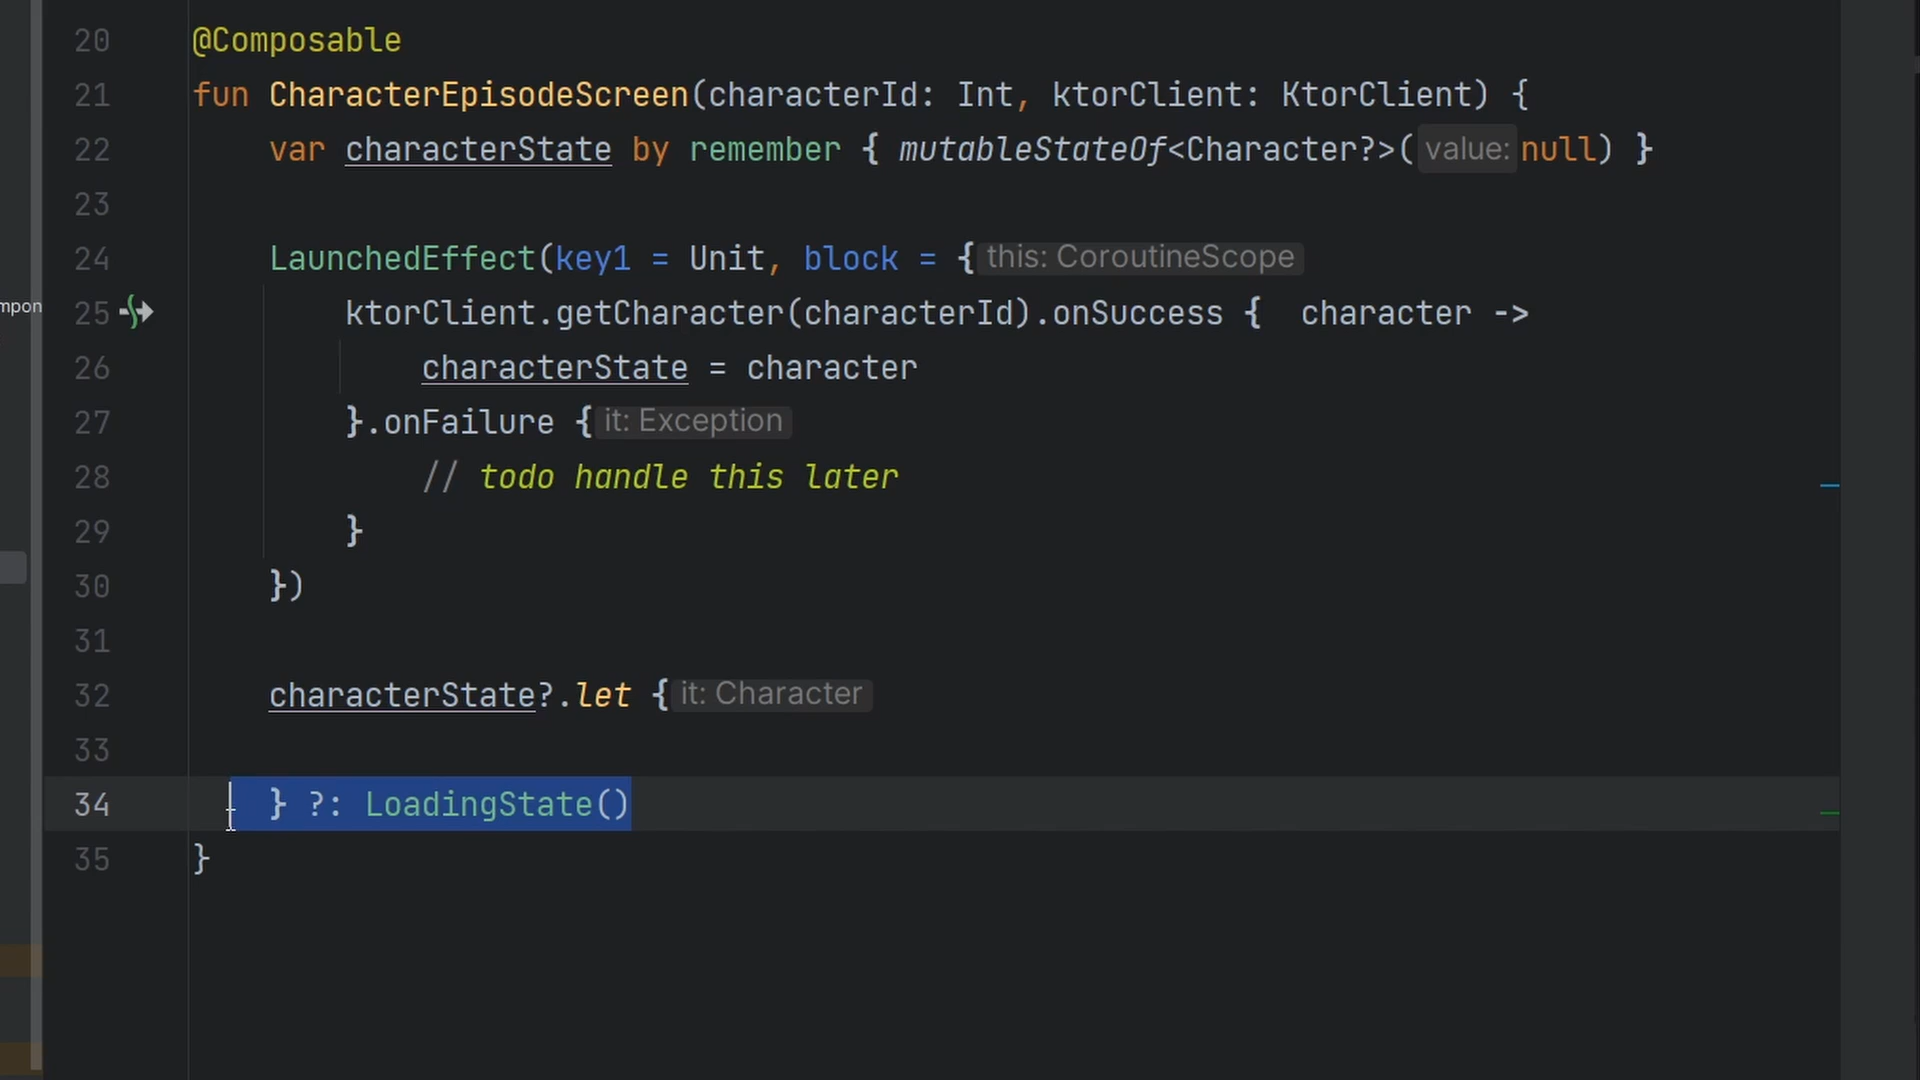 20 @Composable
21 fun CharacterEpisodeScreen(characterId: Int, ktorClient: KtorClient) {
22 var characterState by remember { mutableStateOf<Character?>( value: null) }
23
24 LaunchedEffect(key1 = Unit, block = { this: CoroutineScope
mpon
25 ktorClient.getCharacter(characterId).onSuccess { character ->
26 characterState = character
27 }.onFailure { it: Exception
28 // todo handle this later
29 }
30 })
31
32 characterState?.let { it: Character
33
34 } ?: LoadingState()
35 }